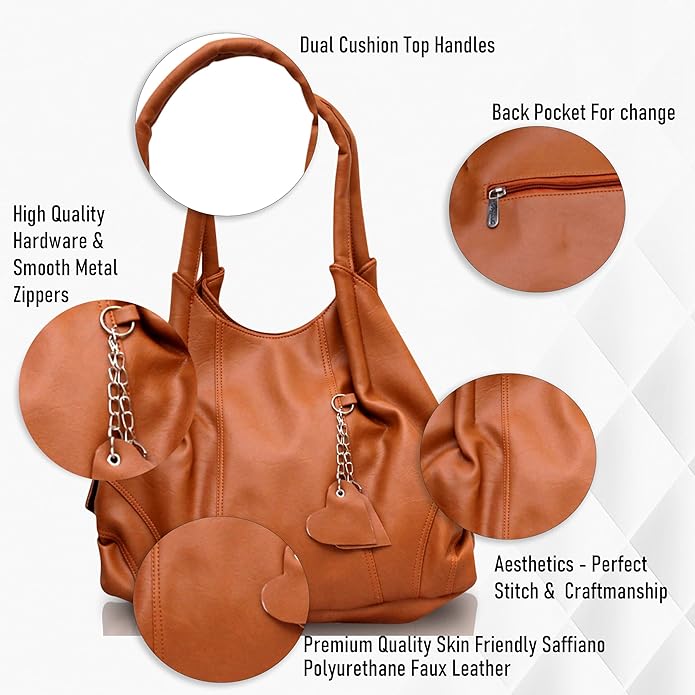 Dual Cushion Top Handles
Back Pocket For change
High Quality
Hardware &
Smooth Metal
Zippers
Aesthetics - Perfect
Stitch & Craftmanship
Premium Quality Skin Friendly Saffiano
Polyurethane Faux Leather